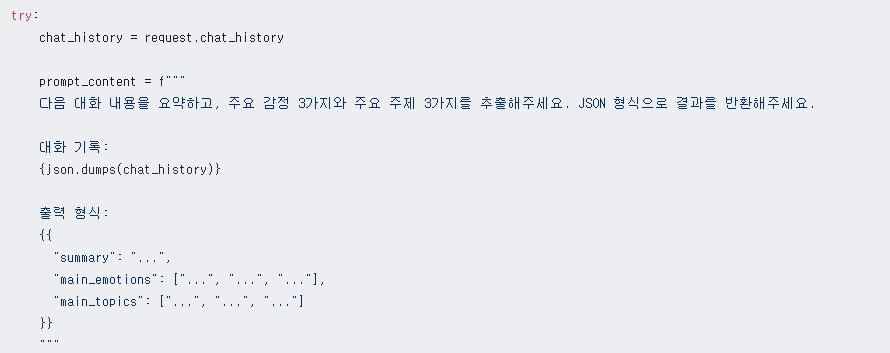 try:
chat_history = request.chat_history
prompt_content = f"""
다음 대화 내용을 요약하고, 주요 감정 3가지와 주요 주제 3가지를 추출해주세요. JSON 형식으로 결과를 반환해주세요.
대화 기록:
{json.dumps(chat_history)}
출력 형식:
{{
"summary": "...",
"main_emotions": ["...", "...", "..."],
"main_topics": ["...", "...", "..."]
}}
"""